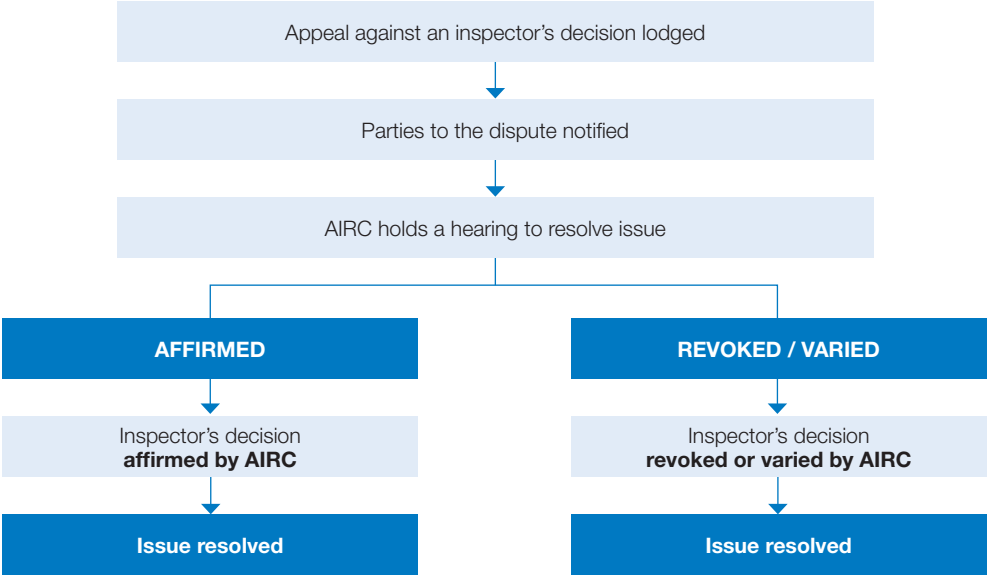 Appeal against an inspector’s decision lodged
Parties to the dispute notified
AIRC holds a hearing to resolve issue
AFFIRMED
Inspector’s decision
affirmed by AIRC
Issue resolved
REVOKED / VARIED
Inspector’s decision
revoked or varied by AIRC
Issue resolved